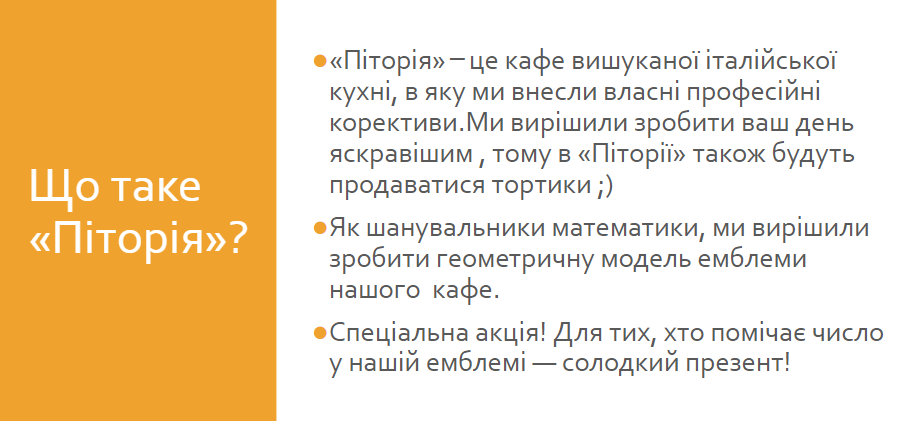 Що таке
«Піторія»?
«Піторія» – це кафе вишуканої італійської
кухні, в яку ми внесли власні професійні
корективи.Ми вирішили зробити ваш день
яскравішим , тому в «Піторії» також будуть
продаватися тортики ;)
Як шанувальники математики, ми вирішили
зробити геометричну модель емблеми
нашого  кафе.
Спеціальна акція! Для тих, хто помічає число
у нашій емблемі — солодкий презент!